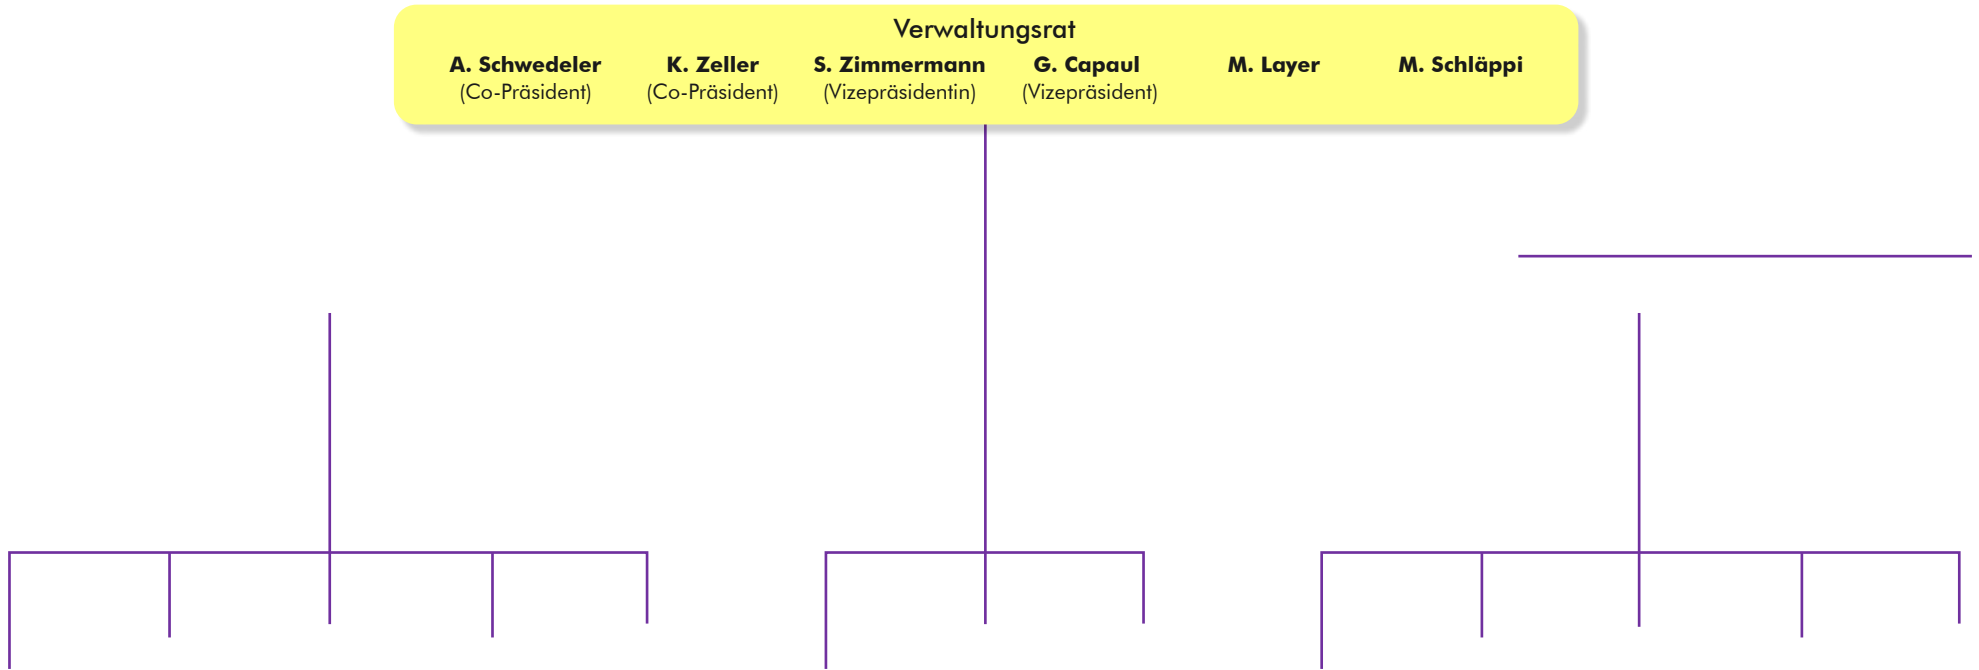 Verwaltungsrat
A. Schwedeler K. Zeller S. Zimmermann G. Capaul M. Layer M. Schläppi
(Co-Präsident) (Co-Präsident) (Vizepräsidentin) (Vizepräsident)